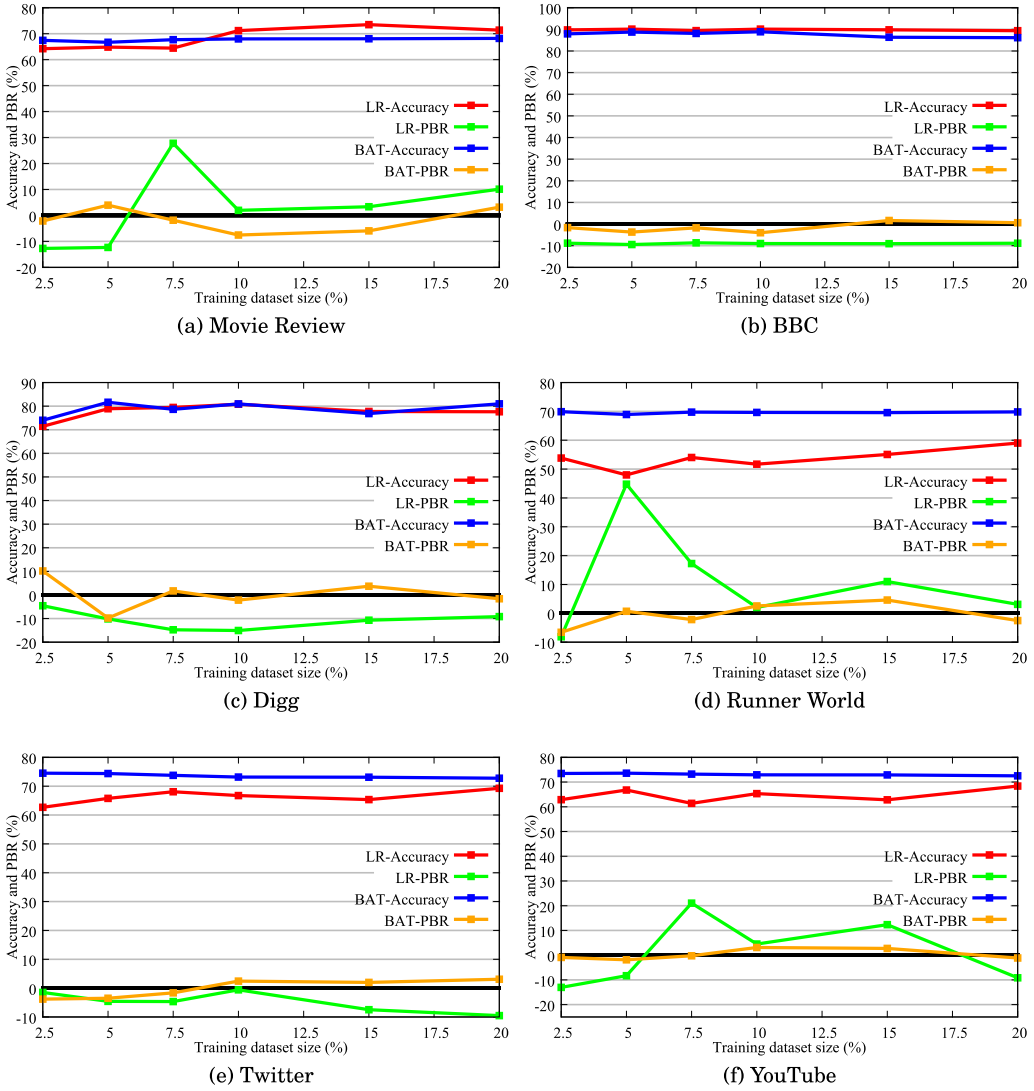 80
70
60
50
40
30
20
10
0
-10
-20
Accuracy and PBR (%)
LR-Accuracy
LR-PBR
BAT-Accuracy
BAT-PBR
2.5 5 7.5 10 12.5 15 17.5 20
Training dataset size (%)
(a) Movie Review
100
90
80
70
60
50
40
30
20
10
0
-10
-20
Accuracy and PBR (%)
LR-Accuracy
LR-PBR
BAT-Accuracy
BAT-PBR
2.5 5 7.5 10 12.5 15 17.5 20
Training dataset size (%)
(b) BBC
90
80
70
60
50
40
30
20
10
0
-10
-20
Accuracy and PBR (%)
LR-Accuracy
LR-PBR
BAT-Accuracy
BAT-PBR
2.5 5 7.5 10 12.5 15 17.5 20
Training dataset size (%)
(c) Digg
80
70
60
50
40
30
20
10
0
-10
Accuracy and PBR (%)
LR-Accuracy
LR-PBR
BAT-Accuracy
BAT-PBR
2.5 5 7.5 10 12.5 15 17.5 20
Training dataset size (%)
(d) Runner World
80
70
60
50
40
30
20
10
0
-10
Accuracy and PBR (%)
LR-Accuracy
LR-PBR
BAT-Accuracy
BAT-PBR
2.5 5 7.5 10 12.5 15 17.5 20
Training dataset size (%)
(e) Twitter
80
70
60
50
40
30
20
10
0
-10
-20
Accuracy and PBR (%)
LR-Accuracy
LR-PBR
BAT-Accuracy
BAT-PBR
2.5 5 7.5 10 12.5 15 17.5 20
Training dataset size (%)
(f) YouTube